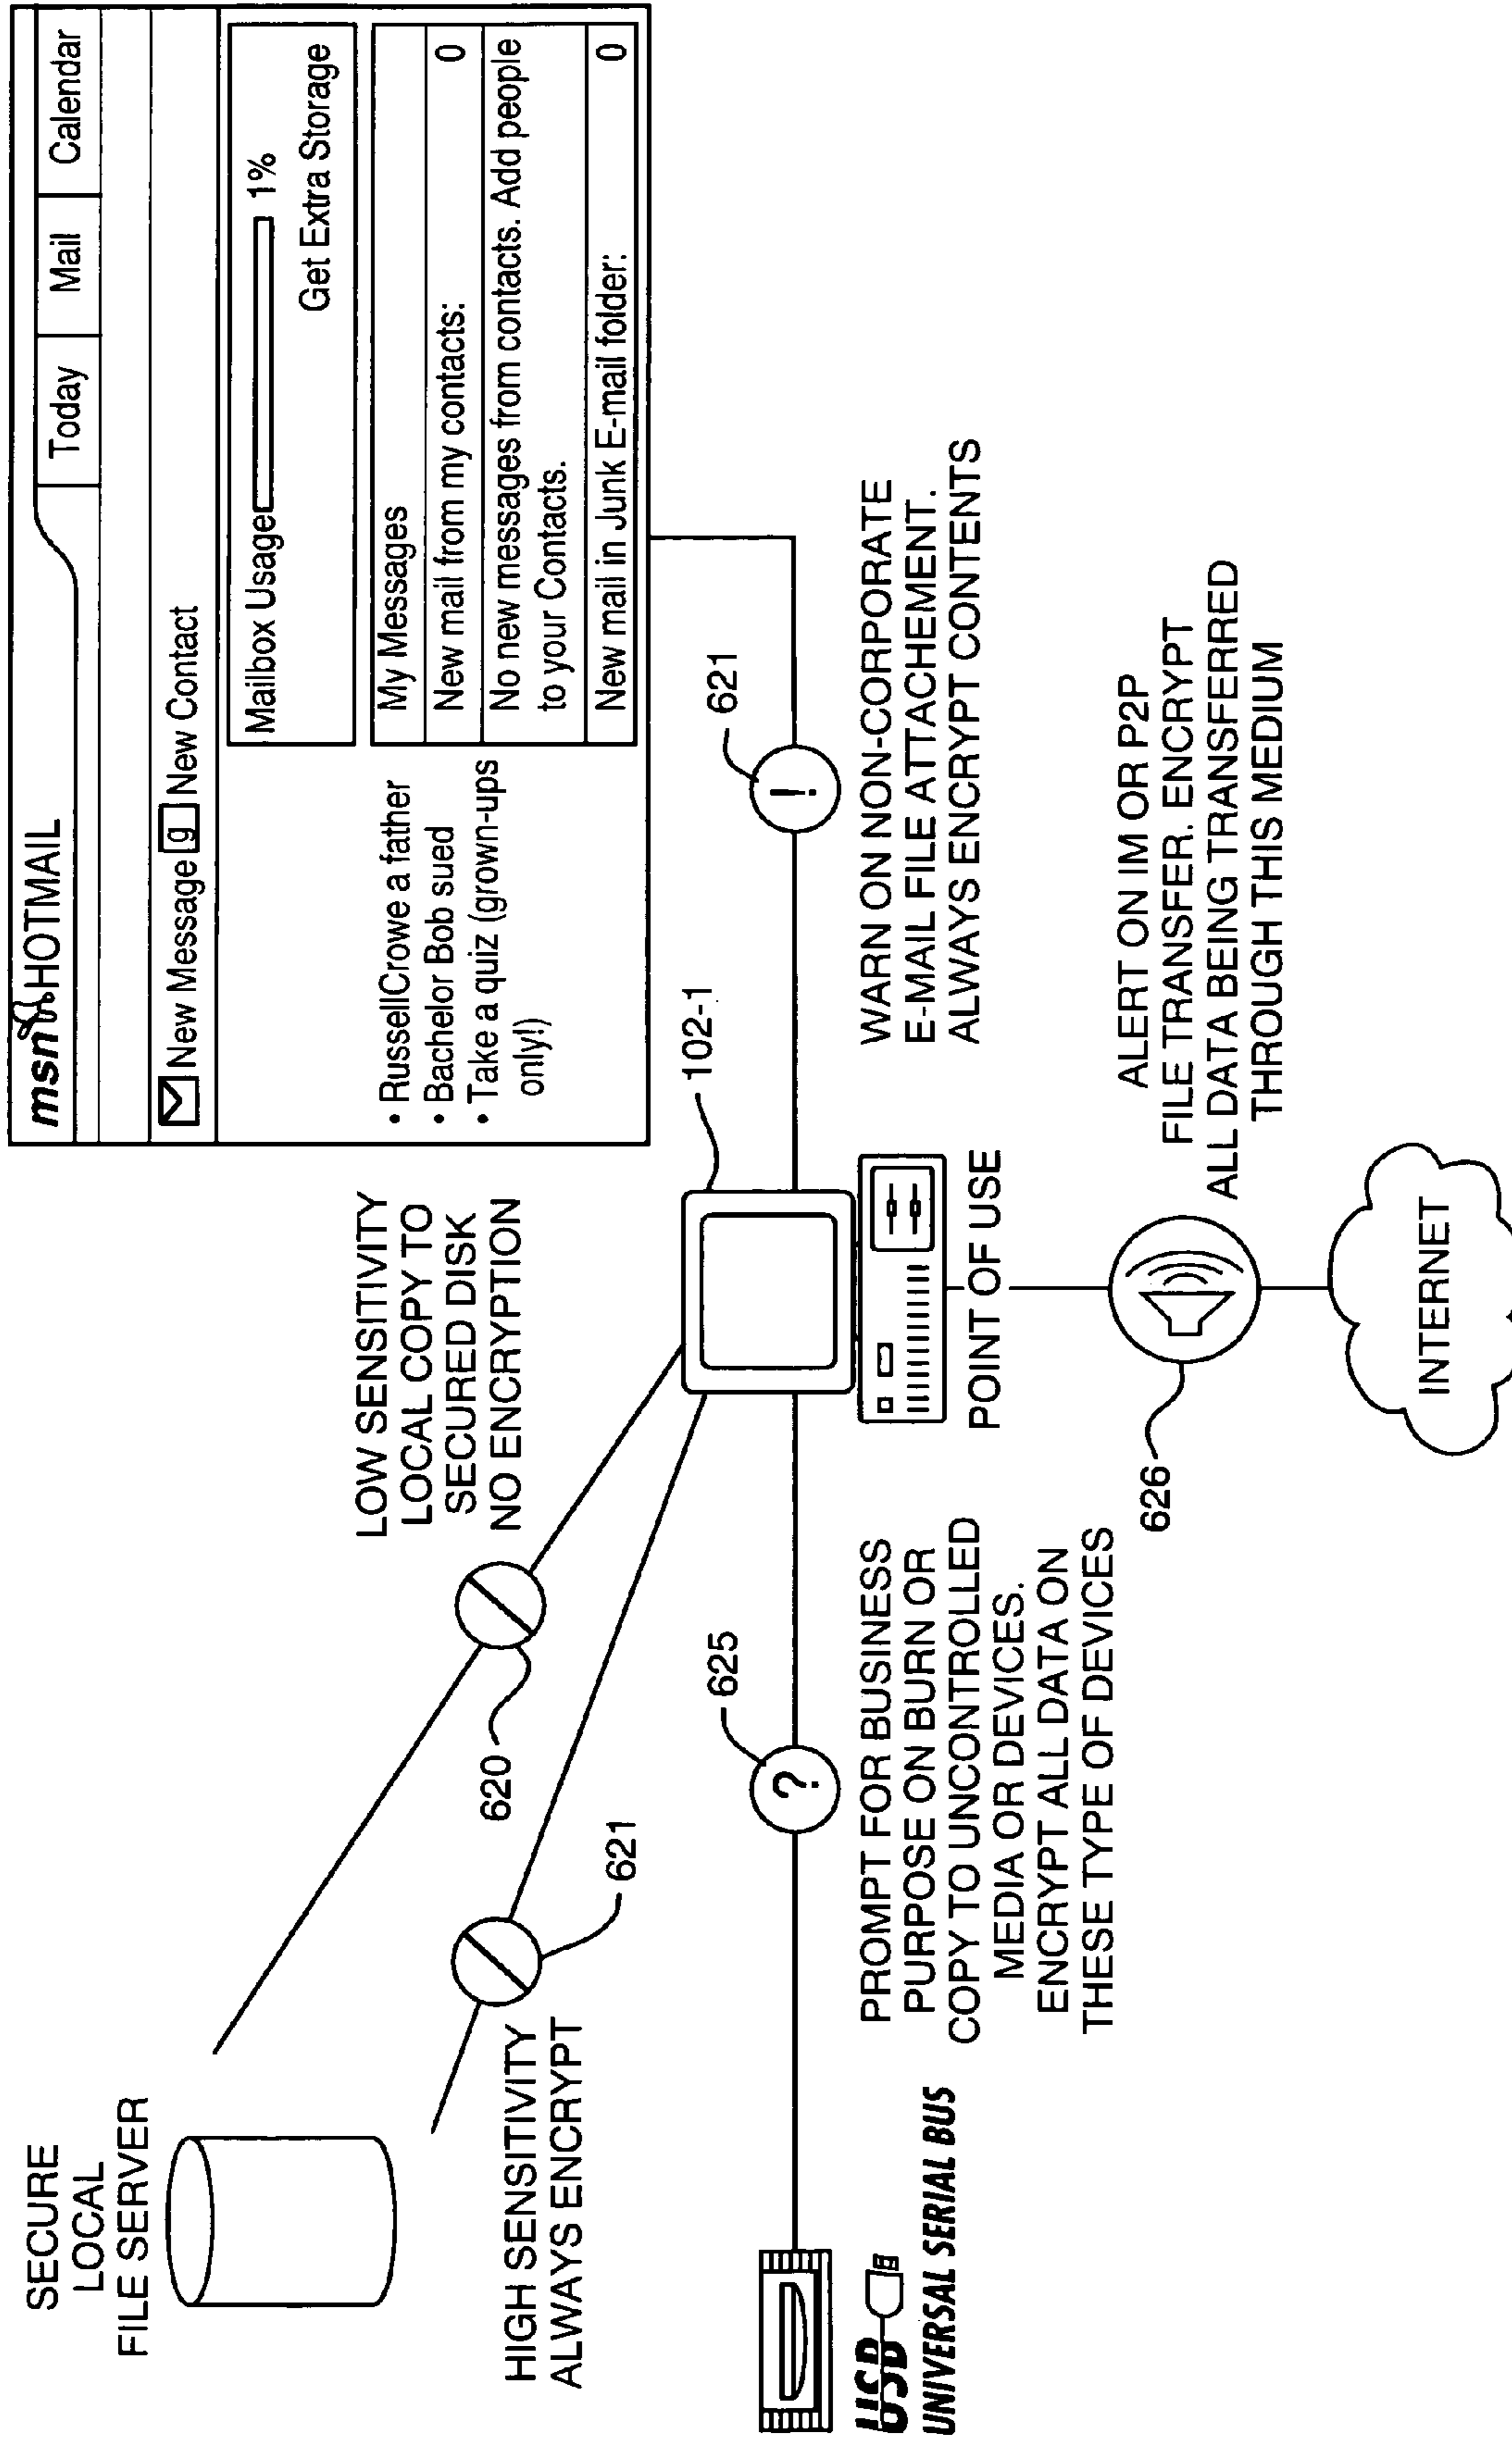 SECURE
LOCAL
FILE SERVER
LOW SENSITIVITY
LOCAL COPY TO
SECURED DISK
NO ENCRYPTION
620
HIGH SENSITIVITY
ALWAYS ENCRYPT
621
msn HOTMAIL
Today Mail Calendar
New Message g New Contact
• RussellCrowe a father
• Bachelor Bob sued
• Take a quiz (grown-ups
only!)
Mailbox Usage 1%
Get Extra Storage
My Messages
New mail from my contacts: 0
No new messages from contacts. Add people
to your Contacts.
New mail in Junk E-mail folder: 0
102-1
625
?
621
!
USB
UNIVERSAL SERIAL BUS
PROMPT FOR BUSINESS
PURPOSE ON BURN OR
COPY TO UNCONTROLLED
MEDIA OR DEVICES.
ENCRYPT ALL DATA ON
THESE TYPE OF DEVICES
POINT OF USE
WARN ON NON-CORPORATE
E-MAIL FILE ATTACHEMENT.
ALWAYS ENCRYPT CONTENTS
626
ALERT ON IM OR P2P
FILE TRANSFER. ENCRYPT
ALL DATA BEING TRANSFERRED
THROUGH THIS MEDIUM
INTERNET